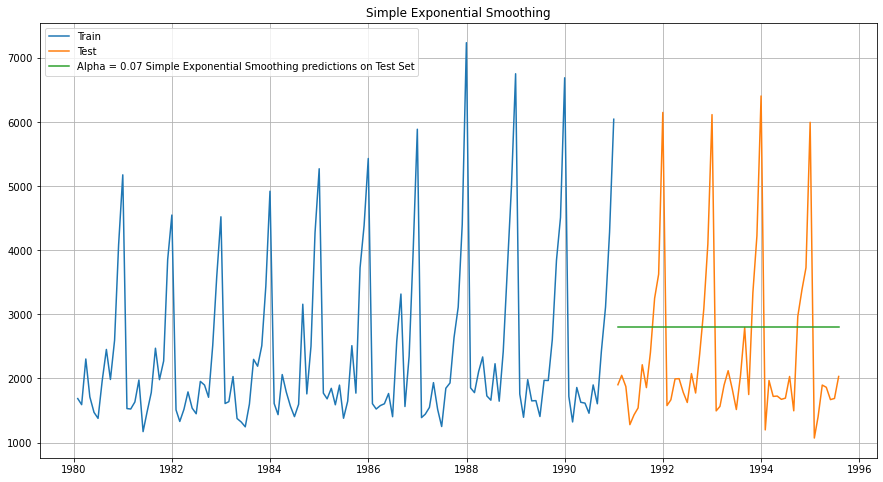 Simple Exponential Smoothing
Train
Test
Alpha = 0.07 Simple Exponential Smoothing predictions on Test Set
7000
6000
5000
4000
3000
2000
1000
1980 1982 1984 1986 1988 1990 1992 1994 1996